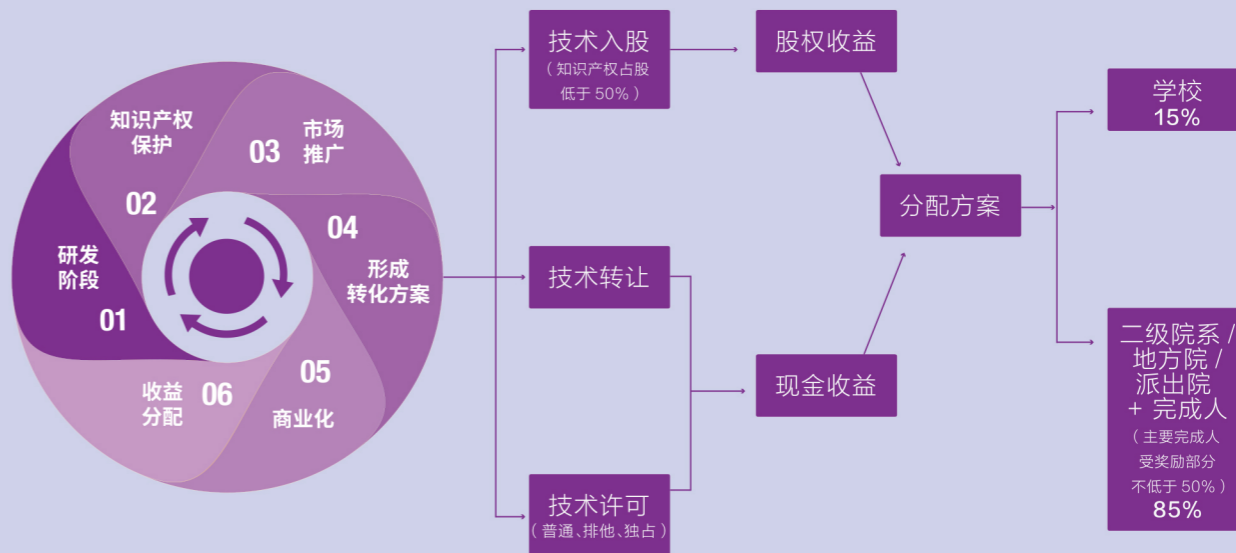 研发
阶段
01
知识产权
保护
02
03
市场
推广
04
形成
转化方案
05
商业化
收益
分配
06
技术入股
（知识产权占股
低于 50%）
技术转让
技术许可
（普通、排他、独占）
股权收益
现金收益
分配方案
学校
15%
二级院系 /
地方院 /
派出院
+ 完成人
（主要完成人
受奖励部分
不低于 50%）
85%